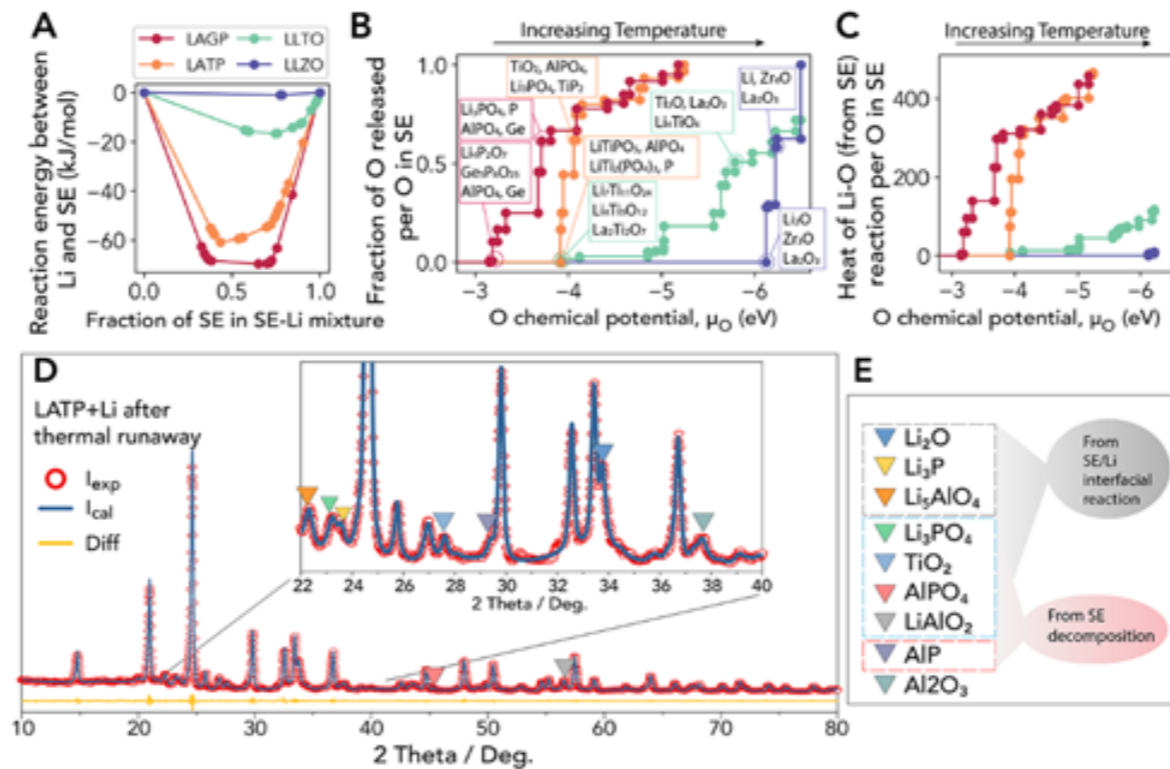 A
LAGP
LLTO
LATP
LLZO
Reaction energy between
Li and SE (kJ/mol)
0
−20
−40
−60
0.0
0.5
1.0
Fraction of SE in SE-Li mixture
B
Increasing Temperature
Fraction of O released
per O in SE
1.0
0.5
0.0
TiO₂, AlPO₄,
Li₃PO₄, TiP₂
Li₃PO₄, P
AlPO₄, Ge
Li₄P₂O₇
AlPO₄, Ge
LiTiPO₅, AlPO₄
LiTi₂(PO₄)₃, P
Li₄Ti₅O₁₂
La₂Ti₂O₇
Ti₃O, La₂O₃
Li, Zr₃O
La₂O₃
Li₂O
Zr₃O
La₂O₃
−3
−4
−5
−6
O chemical potential, μO (eV)
C
Increasing Temperature
Heat of Li-O (from SE)
reaction per O in SE
400
200
0
−3
−4
−5
−6
O chemical potential, μO (eV)
D
LATP+Li after
thermal runaway
Iexp
Ical
Diff
22
24
26
28
30
32
34
36
38
40
2 Theta / Deg.
10
20
30
40
50
60
70
80
2 Theta / Deg.
E
Li₂O
Li₃P
Li₅AlO₄
Li₃PO₄
TiO₂
AlPO₄
LiAlO₂
AlP
Al2O₃
From
SE/Li
interfacial
reaction
From SE
decomposition